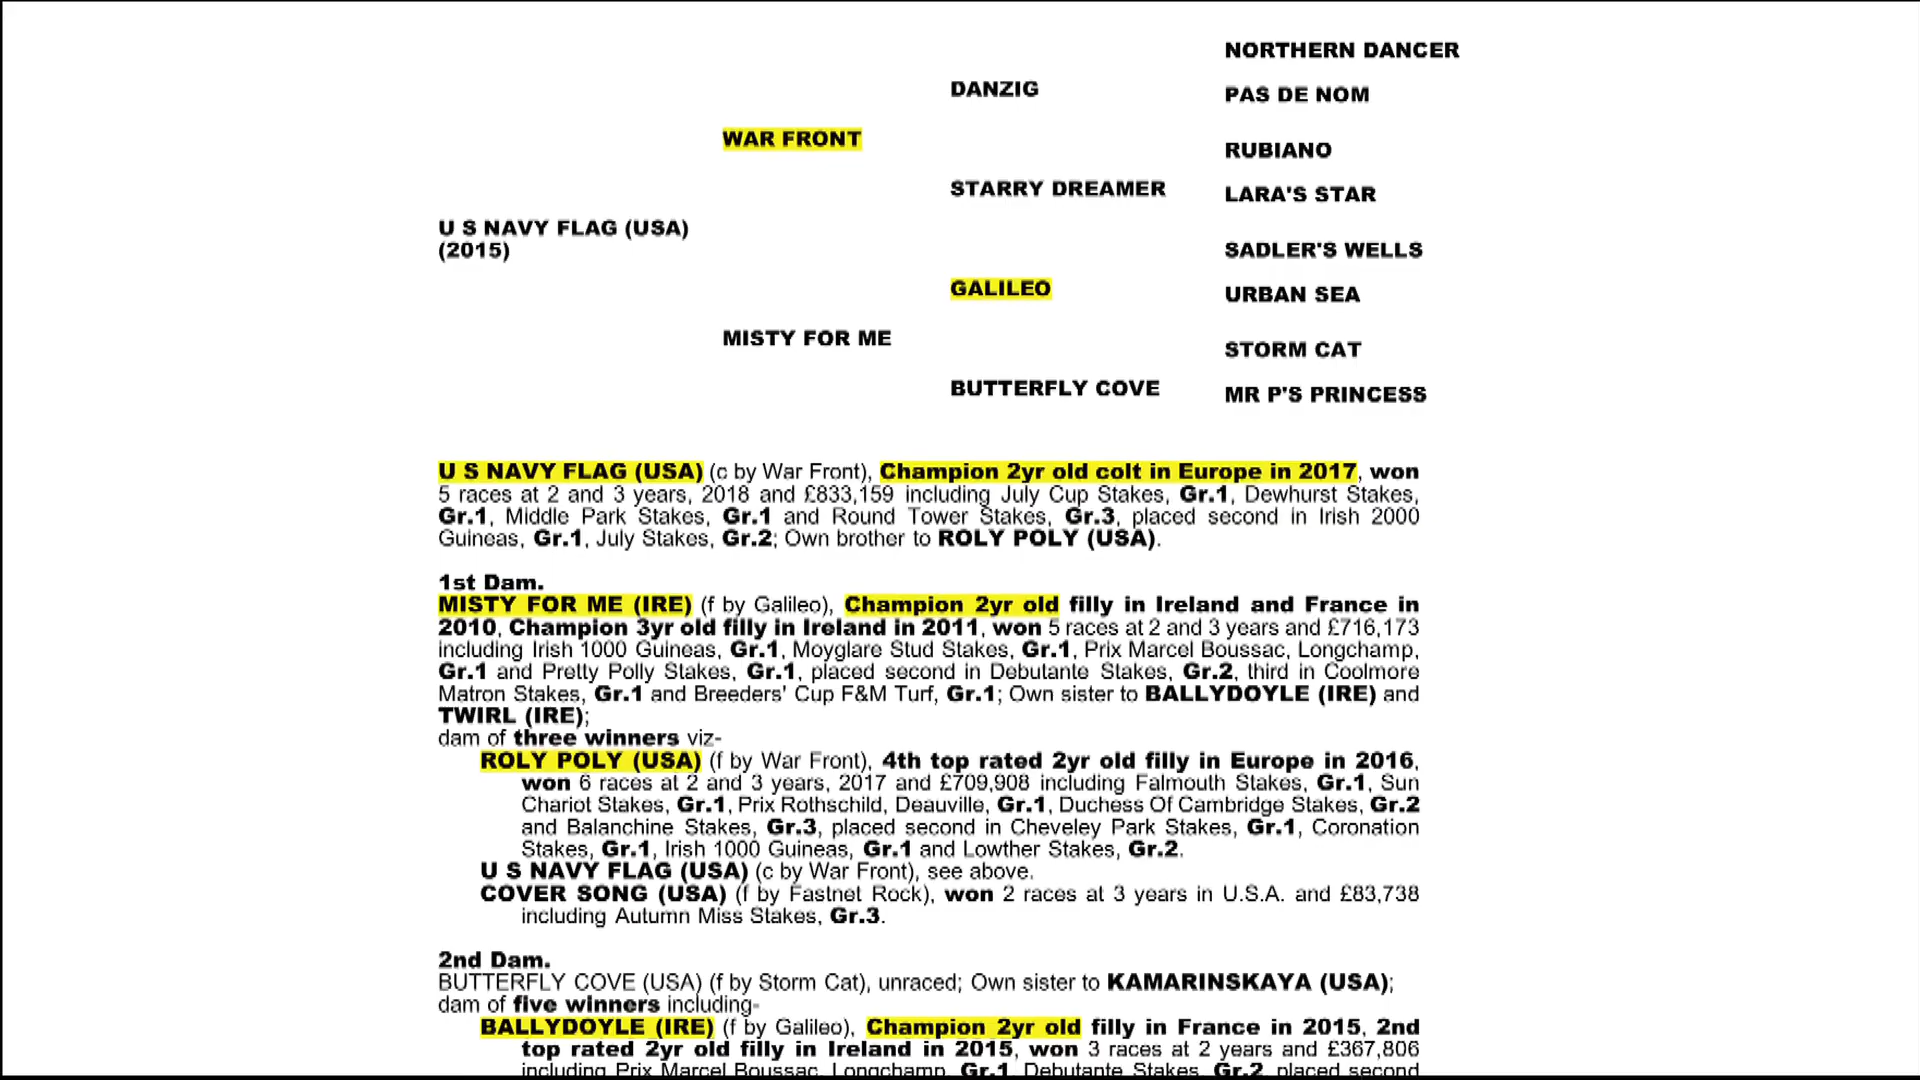 NORTHERN DANCER
DANZIG
PAS DE NOM
WAR FRONT
RUBIANO
STARRY DREAMER
LARA'S STAR
U S NAVY FLAG (USA)
(2015)
SADLER'S WELLS
GALILEO
URBAN SEA
MISTY FOR ME
STORM CAT
BUTTERFLY COVE
MR P'S PRINCESS
U S NAVY FLAG (USA) (c by War Front), Champion 2yr old colt in Europe in 2017, won
5 races at 2 and 3 years, 2018 and £833,159 including July Cup Stakes, Gr.1, Dewhurst Stakes,
Gr.1, Middle Park Stakes, Gr.1 and Round Tower Stakes, Gr.3, placed second in Irish 2000
Guineas, Gr.1, July Stakes, Gr.2; Own brother to ROLY POLY (USA).
1st Dam.
MISTY FOR ME (IRE) (f by Galileo), Champion 2yr old filly in Ireland and France in
2010, Champion 3yr old filly in Ireland in 2011, won 5 races at 2 and 3 years and £716,173
including Irish 1000 Guineas, Gr.1, Moyglare Stud Stakes, Gr.1, Prix Marcel Boussac, Longchamp,
Gr.1 and Pretty Polly Stakes, Gr.1, placed second in Debutante Stakes, Gr.2, third in Coolmore
Matron Stakes, Gr.1 and Breeders' Cup F&M Turf, Gr.1; Own sister to BALLYDOYLE (IRE) and
TWIRL (IRE);
dam of three winners viz-
ROLY POLY (USA) (f by War Front), 4th top rated 2yr old filly in Europe in 2016,
won 6 races at 2 and 3 years, 2017 and £709,908 including Falmouth Stakes, Gr.1, Sun
Chariot Stakes, Gr.1, Prix Rothschild, Deauville, Gr.1, Duchess Of Cambridge Stakes, Gr.2
and Balanchine Stakes, Gr.3, placed second in Cheveley Park Stakes, Gr.1, Coronation
Stakes, Gr.1, Irish 1000 Guineas, Gr.1 and Lowther Stakes, Gr.2.
U S NAVY FLAG (USA) (c by War Front), see above.
COVER SONG (USA) (f by Fastnet Rock), won 2 races at 3 years in U.S.A. and £83,738
including Autumn Miss Stakes, Gr.3.
2nd Dam.
BUTTERFLY COVE (USA) (f by Storm Cat), unraced; Own sister to KAMARINSKAYA (USA);
dam of five winners including-
BALLYDOYLE (IRE) (f by Galileo), Champion 2yr old filly in France in 2015, 2nd
top rated 2yr old filly in Ireland in 2015, won 3 races at 2 years and £367,806
including Prix Marcel Boussac, Longchamp, Gr.1, Debutante Stakes, Gr.2, placed second